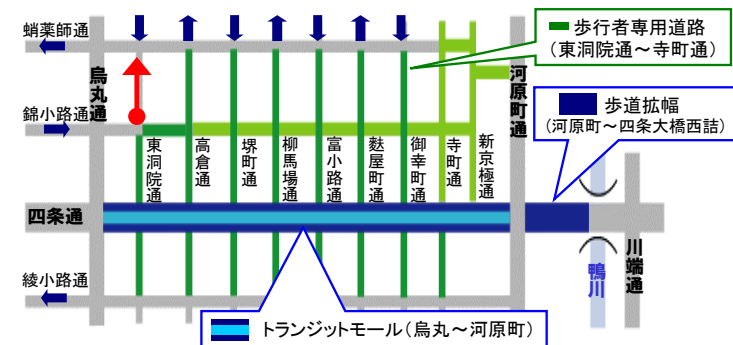 蛸薬師通
歩行者専用道路
(東洞院通～寺町通)
烏丸通
河原町通
錦小路通
歩道拡幅
(河原町～四条大橋西詰)
東洞院通
高倉通
堺町通
柳馬場通
富小路通
麩屋町通
御幸町通
寺町通
新京極通
四条通
鴨川
川端通
綾小路通
トランジットモール(烏丸～河原町)